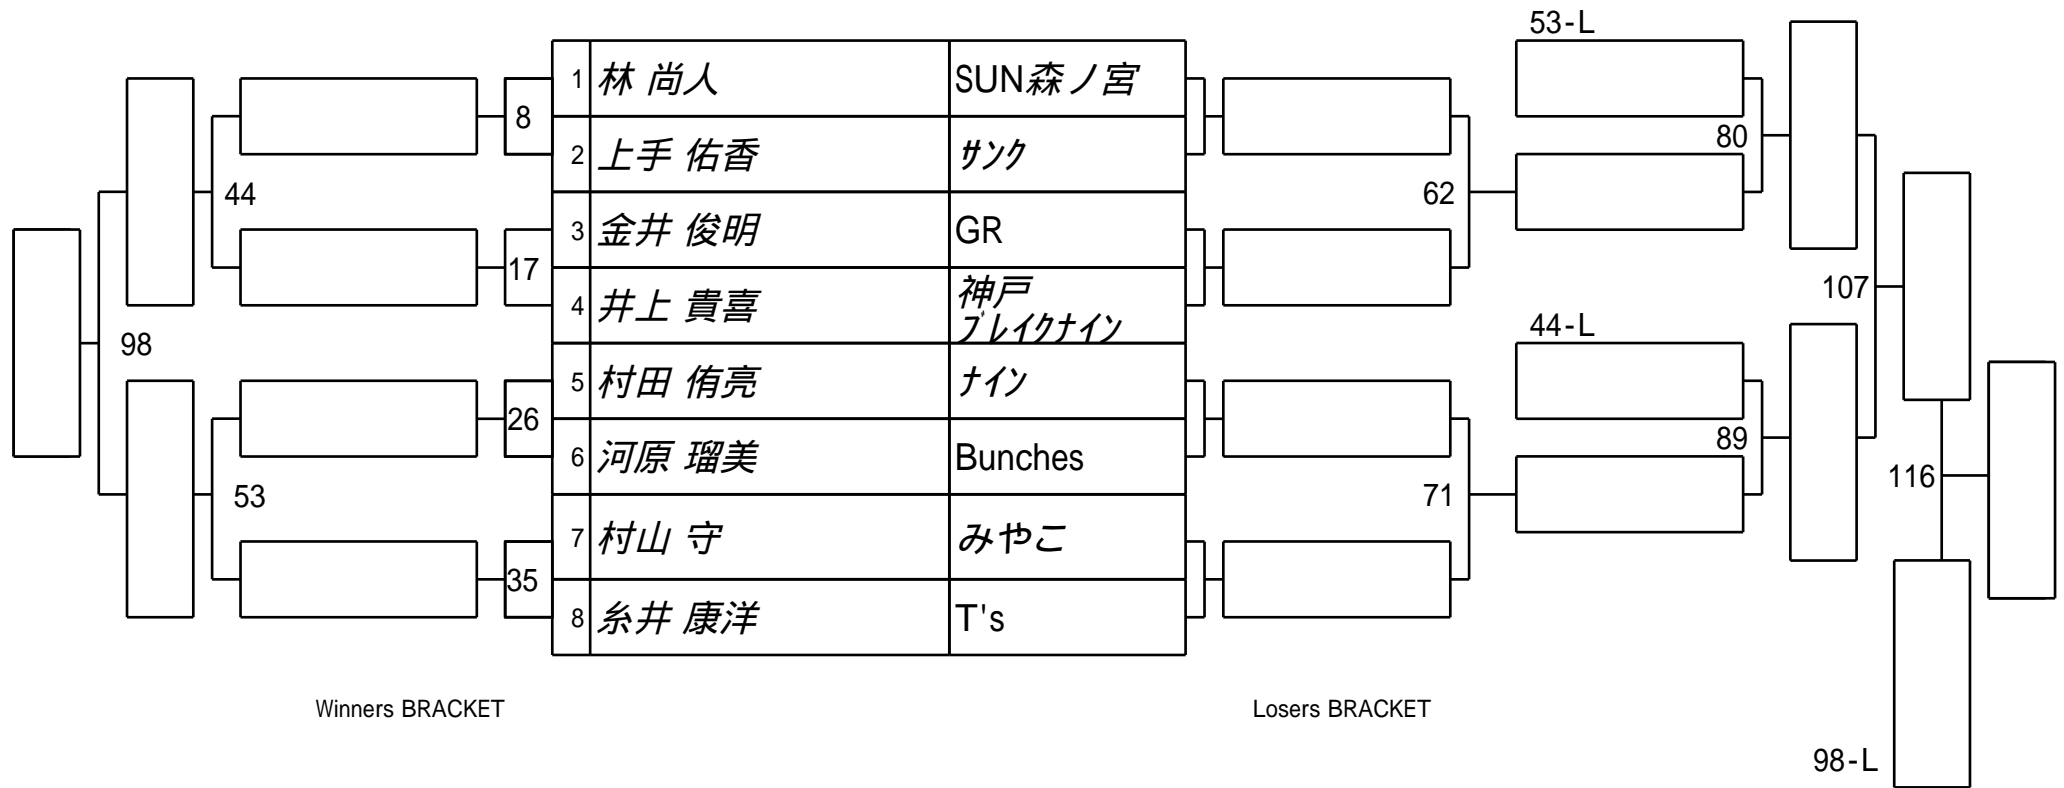 53-L
1 林 尚人 SUN森ノ宮
8
2 上手 佑香 サンク
80
44
62
3 金井 俊明 GR
17
4 井上 貴喜 神戸
ブレイクナイン
107
98
44-L
5 村田 侑亮 ナイン
26
89
6 河原 瑠美 Bunches
116
53
71
7 村山 守 みやこ
35
8 糸井 康洋 T's
Winners BRACKET
Losers BRACKET
98-L